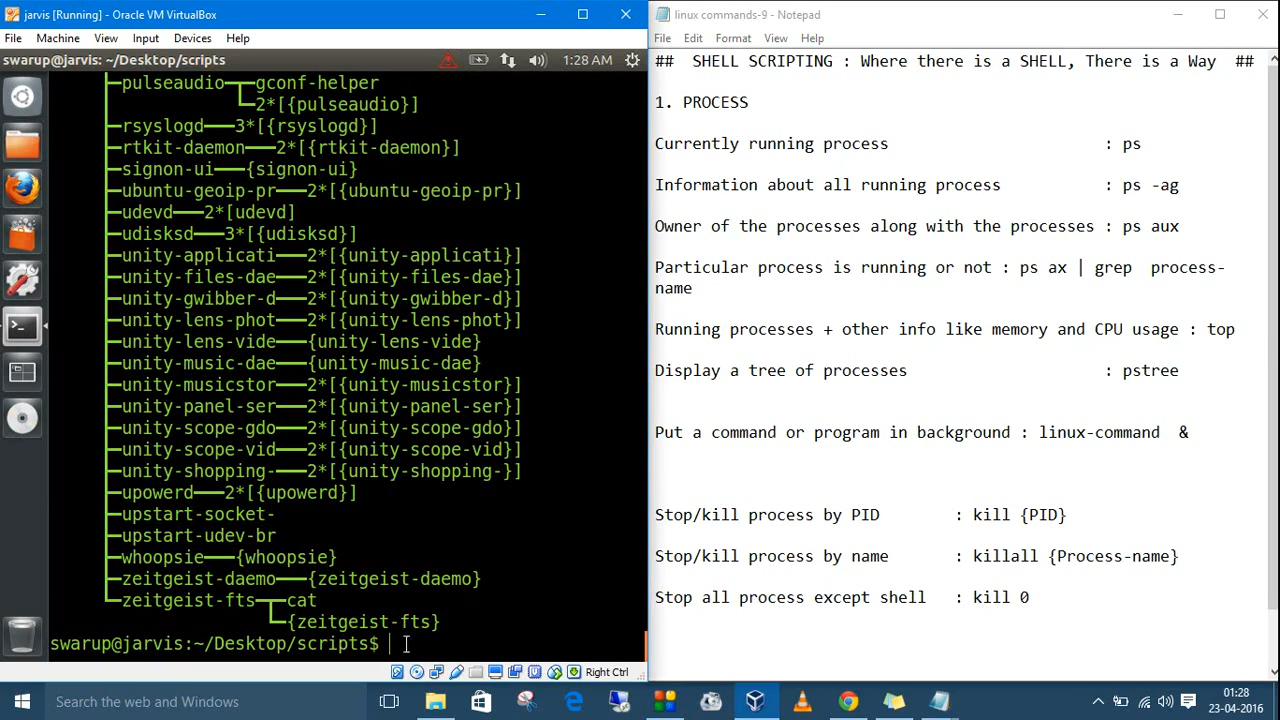 jarvis [Running] - Oracle VM VirtualBox
File Machine View Input Devices Help
swarup@jarvis: ~/Desktop/scripts
1:28 AM
├─pulseaudio─┬─gconf-helper
└─2*[{pulseaudio}]
├─rsyslogd───3*[{rsyslogd}]
├─rtkit-daemon───2*[{rtkit-daemon}]
├─signon-ui───{signon-ui}
├─ubuntu-geoip-pr───2*[{ubuntu-geoip-pr}]
├─udevd───2*[udevd]
├─udisksd───3*[{udisksd}]
├─unity-applicati───2*[{unity-applicati}]
├─unity-files-dae───2*[{unity-files-dae}]
├─unity-gwibber-d───2*[{unity-gwibber-d}]
├─unity-lens-phot───2*[{unity-lens-phot}]
├─unity-lens-vide───{unity-lens-vide}
├─unity-music-dae───{unity-music-dae}
├─unity-musicstor───2*[{unity-musicstor}]
├─unity-panel-ser───2*[{unity-panel-ser}]
├─unity-scope-gdo───2*[{unity-scope-gdo}]
├─unity-scope-vid───2*[{unity-scope-vid}]
├─unity-shopping-───2*[{unity-shopping-}]
├─upowerd───2*[{upowerd}]
├─upstart-socket-
├─upstart-udev-br
├─whoopsie───{whoopsie}
├─zeitgeist-daemo───{zeitgeist-daemo}
└─zeitgeist-fts─┬─cat
└─{zeitgeist-fts}
swarup@jarvis:~/Desktop/scripts$
Right Ctrl
linux commands-9 - Notepad
File Edit Format View Help
## SHELL SCRIPTING : Where there is a SHELL, There is a Way ##
1. PROCESS
Currently running process : ps
Information about all running process : ps -ag
Owner of the processes along with the processes : ps aux
Particular process is running or not : ps ax | grep process-
name
Running processes + other info like memory and CPU usage : top
Display a tree of processes : pstree
Put a command or program in background : linux-command &
Stop/kill process by PID : kill {PID}
Stop/kill process by name : killall {Process-name}
Stop all process except shell : kill 0
Search the web and Windows
01:28
23-04-2016